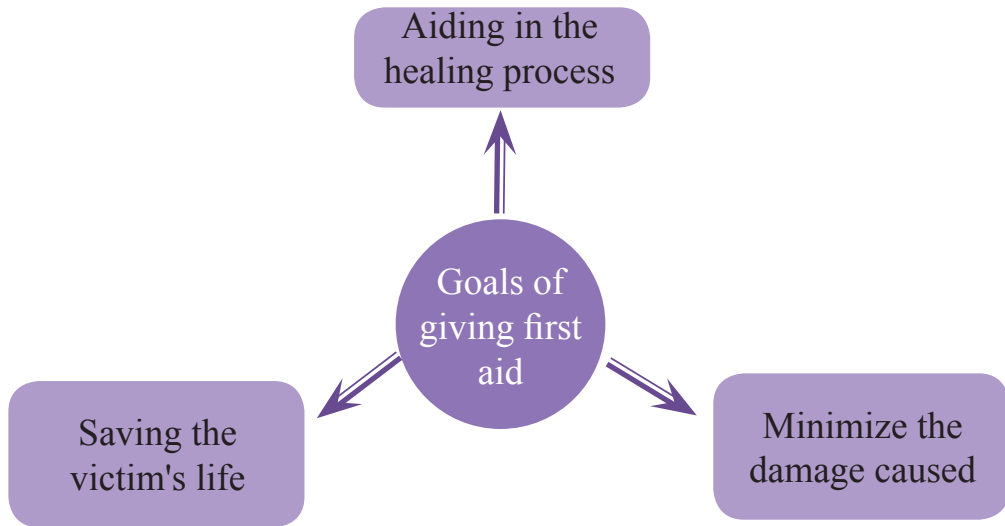 Aiding in the
healing process
Goals of
giving first
aid
Saving the
victim's life
Minimize the
damage caused